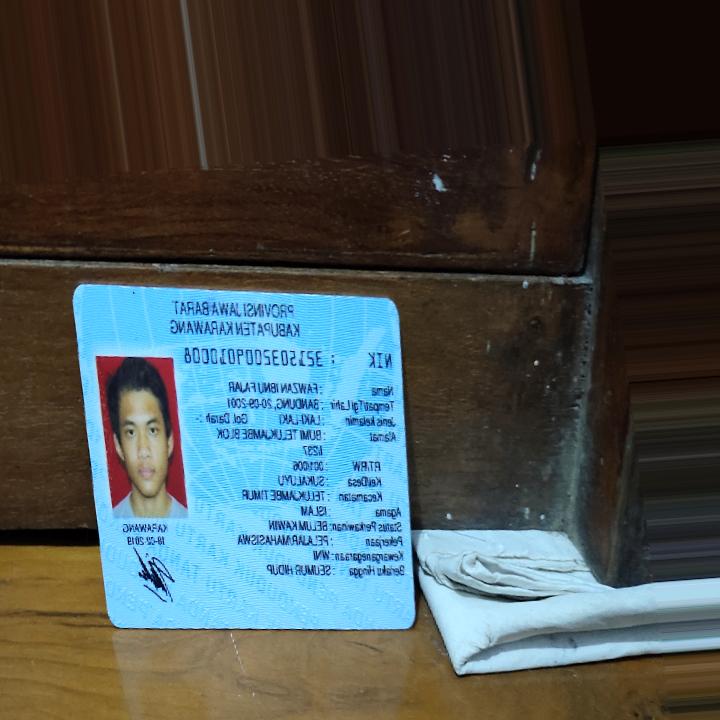 PROVINSI JAWA BARAT
KABUPATEN KARAWANG
NIK : 3215032009010008
Nama : FAWZAN IBNU FAJAR
Tempat/Tgl Lahir : BANDUNG, 20-09-2001
Jenis kelamin : LAKI-LAKI Gol. Darah : -
Alamat : BUMI TELUKJAMBE BLOK
RT/RW : 001/006
Kel/Desa : SUKALUYU
Kecamatan : TELUKJAMBE TIMUR
Agama : ISLAM
Status Perkawinan: BELUM KAWIN
Pekerjaan : PELAJAR/MAHASISWA
Kewarganegaraan: WNI
Berlaku Hingga : SEUMUR HIDUP
KARAWANG
18-02-2019